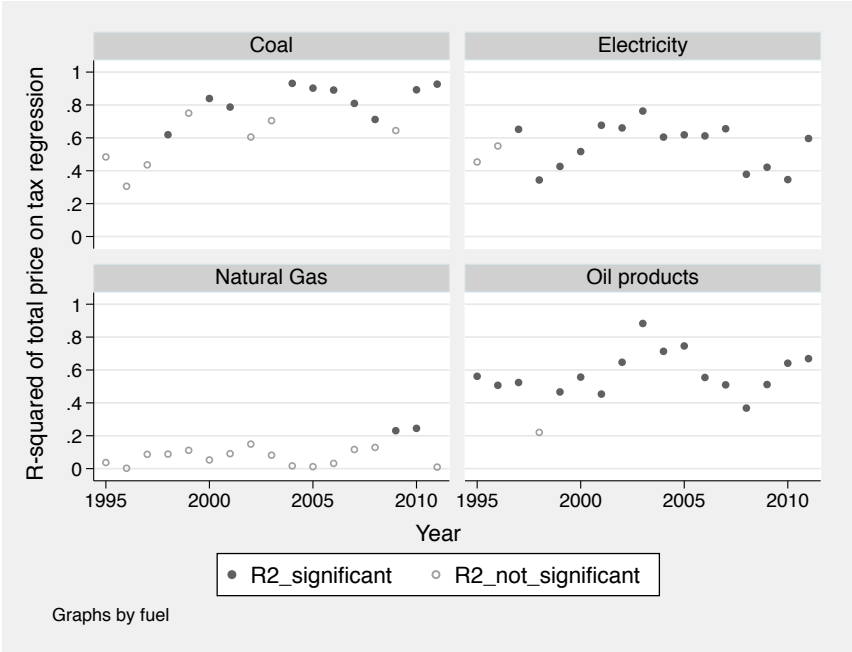 R-squared of total price on tax regression
Coal
Electricity
1
.8
.6
.4
.2
0
Natural Gas
Oil products
1
.8
.6
.4
.2
0
1995 2000 2005 2010 1995 2000 2005 2010
Year
R2_significant R2_not_significant
Graphs by fuel